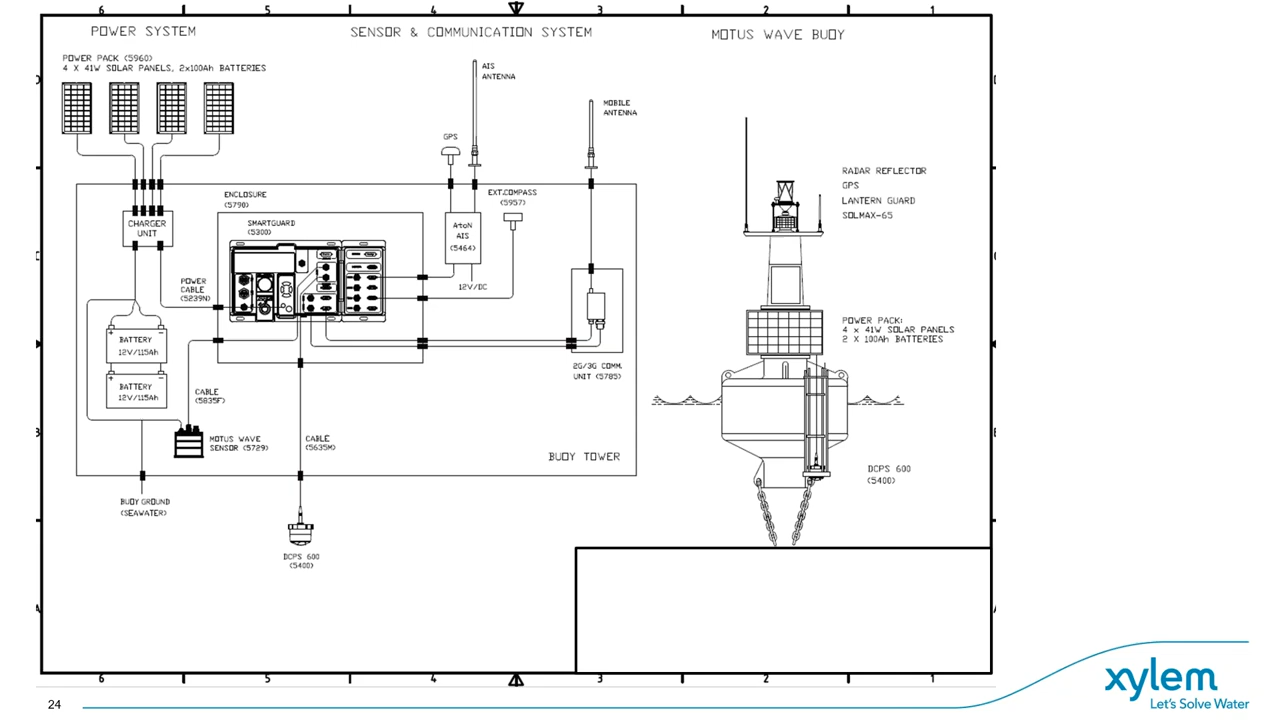 6 5 4 3 2 1
POWER SYSTEM
SENSOR & COMMUNICATION SYSTEM
MOTUS WAVE BUOY
POWER PACK (5960)
4 X 41W SOLAR PANELS, 2x100Ah BATTERIES
AIS
ANTENNA
MOBILE
ANTENNA
GPS
ENCLOSURE
(5790)
EXT.COMPASS
(5957)
RADAR REFLECTOR
GPS
LANTERN GUARD
SOLMAX-65
CHARGER
UNIT
SMARTGUARD
(5300)
AtoN
AIS
(5464)
12V/DC
POWER
CABLE
(5239N)
BATTERY
12V/115Ah
BATTERY
12V/115Ah
POWER PACK:
4 x 41W SOLAR PANELS
2 X 100Ah BATTERIES
2G/3G COMM.
UNIT (5785)
CABLE
(5835F)
MOTUS WAVE
SENSOR (5729)
CABLE
(5635M)
BUOY TOWER
DCPS 600
(5400)
BUOY GROUND
(SEAWATER)
DCPS 600
(5400)
6 5 4 3 2 1
24
xylem
Let's Solve Water